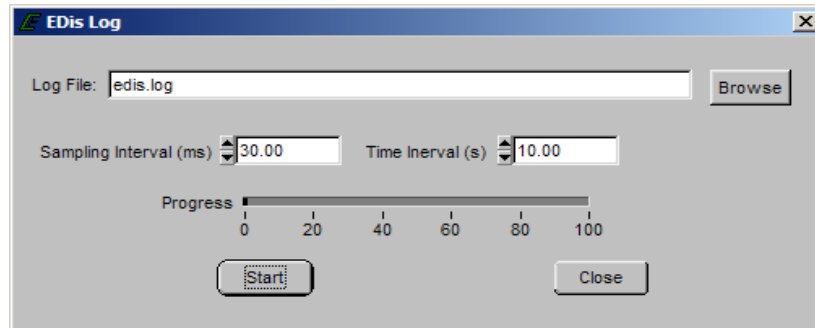 EDis Log
Log File: edis.log Browse
Sampling Interval (ms) 30.00 Time Inerval (s) 10.00
Progress
0 20 40 60 80 100
Start Close